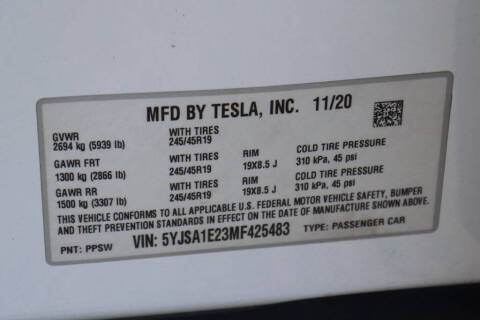 MFD BY TESLA, INC. 11/20
GVWR WITH TIRES
2694 kg (5939 lb) 245/45R19
GAWR FRT WITH TIRES RIM COLD TIRE PRESSURE
1300 kg (2866 lb) 245/45R19 19X8.5 J 310 kPa, 45 psi
GAWR RR WITH TIRES RIM COLD TIRE PRESSURE
1500 kg (3307 lb) 245/45R19 19X8.5 J 310 kPa, 45 psi
THIS VEHICLE CONFORMS TO ALL APPLICABLE U.S. FEDERAL MOTOR VEHICLE SAFETY, BUMPER
AND THEFT PREVENTION STANDARDS IN EFFECT ON THE DATE OF MANUFACTURE SHOWN ABOVE.
PNT: PPSW VIN: 5YJSA1E23MF425483 TYPE: PASSENGER CAR